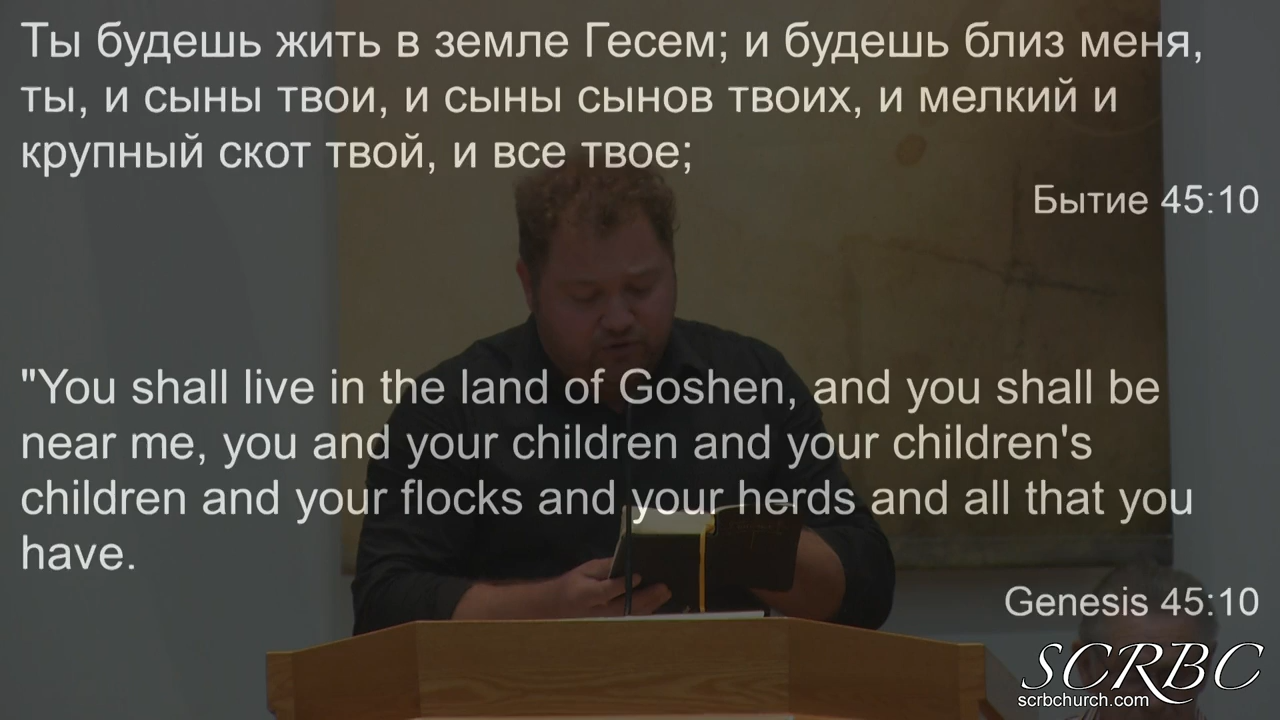 Ты будешь жить в земле Гесем; и будешь близ меня,
ты, и сыны твои, и сыны сынов твоих, и мелкий и
крупный скот твой, и все твое;
Бытие 45:10
"You shall live in the land of Goshen, and you shall be
near me, you and your children and your children's
children and your flocks and your herds and all that you
have.
Genesis 45:10
SCRBC
scrbchurch.com